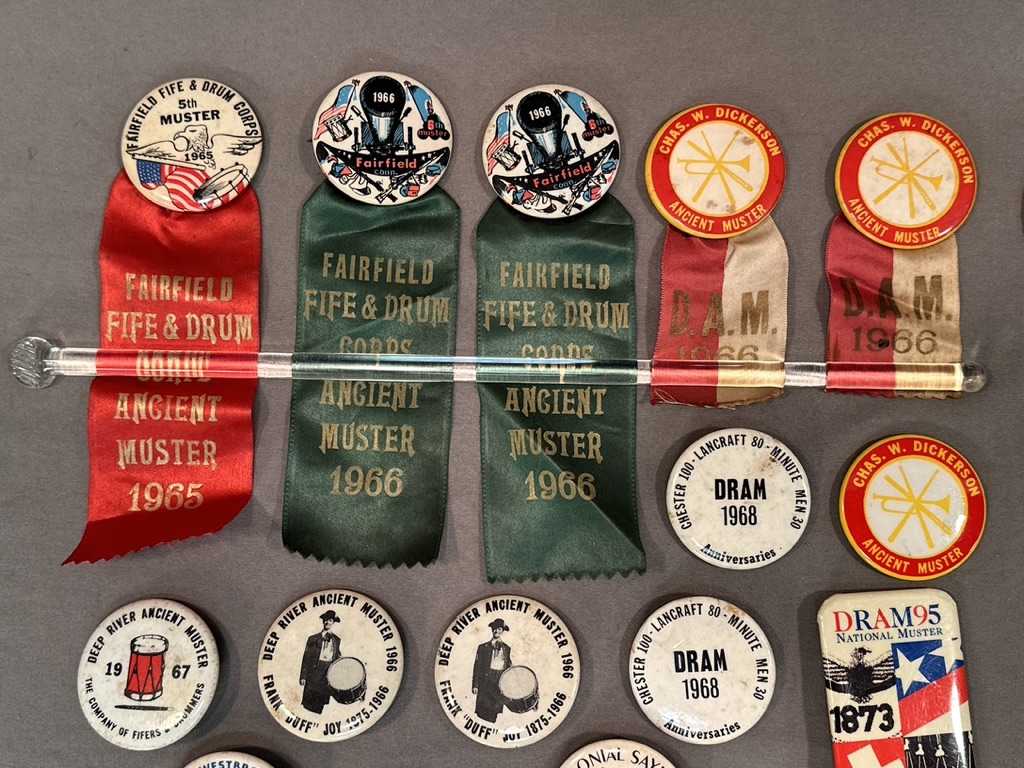 FAIRFIELD FIFE & DRUM CORPS
5th
MUSTER
1965
FAIRFIELD
FIFE & DRUM
CORPS
ANCIENT
MUSTER
1965
1966
6th
muster
Fairfield
CONN.
FAIRFIELD
FIFE & DRUM
CORPS
ANCIENT
MUSTER
1966
1966
6th
muster
Fairfield
CONN.
FAIRFIELD
FIFE & DRUM
CORPS
ANCIENT
MUSTER
1966
CHAS. W. DICKERSON
ANCIENT MUSTER
D.A.M.
1966
CHAS. W. DICKERSON
ANCIENT MUSTER
D.A.M.
1966
CHESTER 100 - LANCRAFT 80 - MINUTE MEN 30
DRAM
1968
Anniversaries
CHAS. W. DICKERSON
ANCIENT MUSTER
DEEP RIVER ANCIENT MUSTER
19 67
THE COMPANY OF FIFERS & DRUMMERS
DEEP RIVER ANCIENT MUSTER 1966
FRANK "DUFF" JOY 1875-1966
DEEP RIVER ANCIENT MUSTER 1966
FRANK "DUFF" JOY 1875-1966
CHESTER 100 - LANCRAFT 80 - MINUTE MEN 30
DRAM
1968
Anniversaries
DRAM95
NATIONAL MUSTER
1873